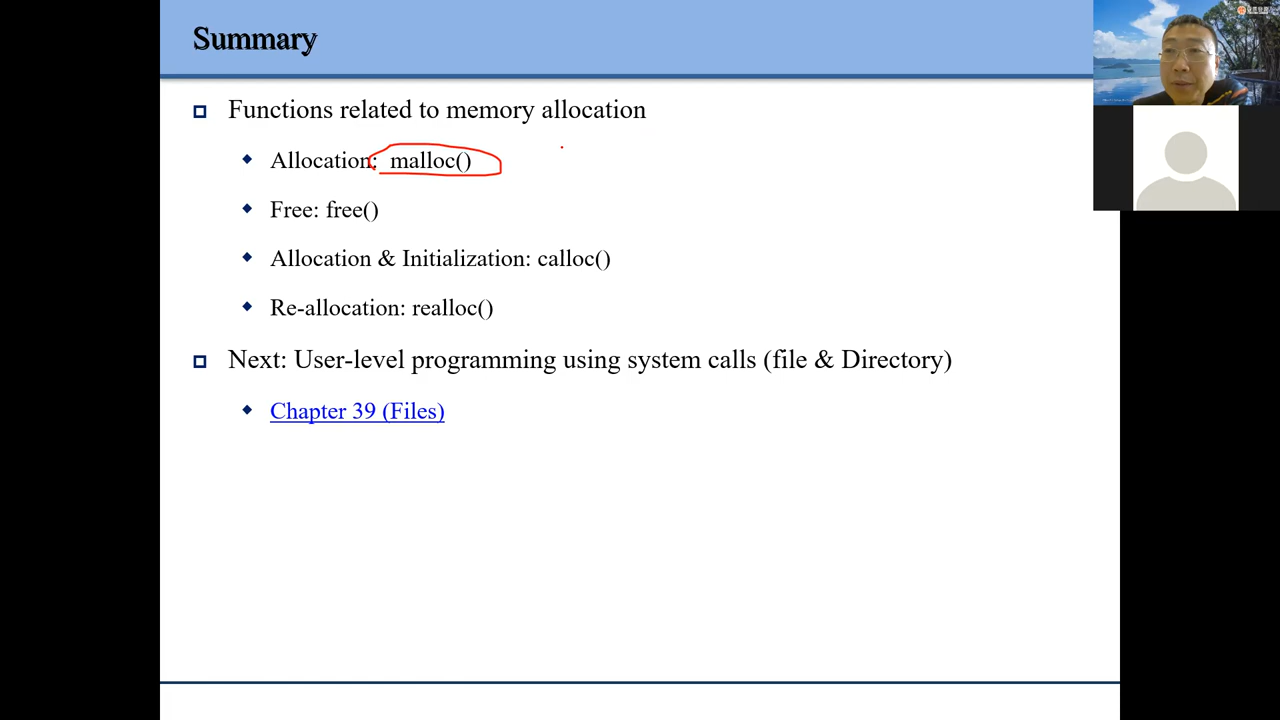 Summary
Functions related to memory allocation
Allocation: malloc()
Free: free()
Allocation & Initialization: calloc()
Re-allocation: realloc()
Next: User-level programming using system calls (file & Directory)
Chapter 39 (Files)